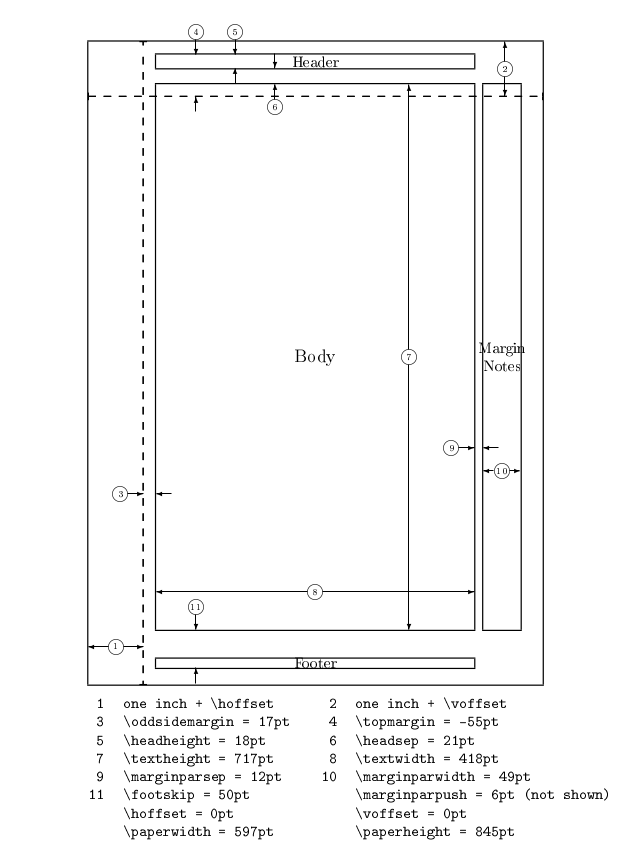 4
5
Header
2
6
Body
7
Margin
Notes
9
10
3
8
11
1
Footer
1 one inch + \hoffset 2 one inch + \voffset
3 \oddsidemargin = 17pt 4 \topmargin = -55pt
5 \headheight = 18pt 6 \headsep = 21pt
7 \textheight = 717pt 8 \textwidth = 418pt
9 \marginparsep = 12pt 10 \marginparwidth = 49pt
11 \footskip = 50pt \marginparpush = 6pt (not shown)
\hoffset = 0pt \voffset = 0pt
\paperwidth = 597pt \paperheight = 845pt